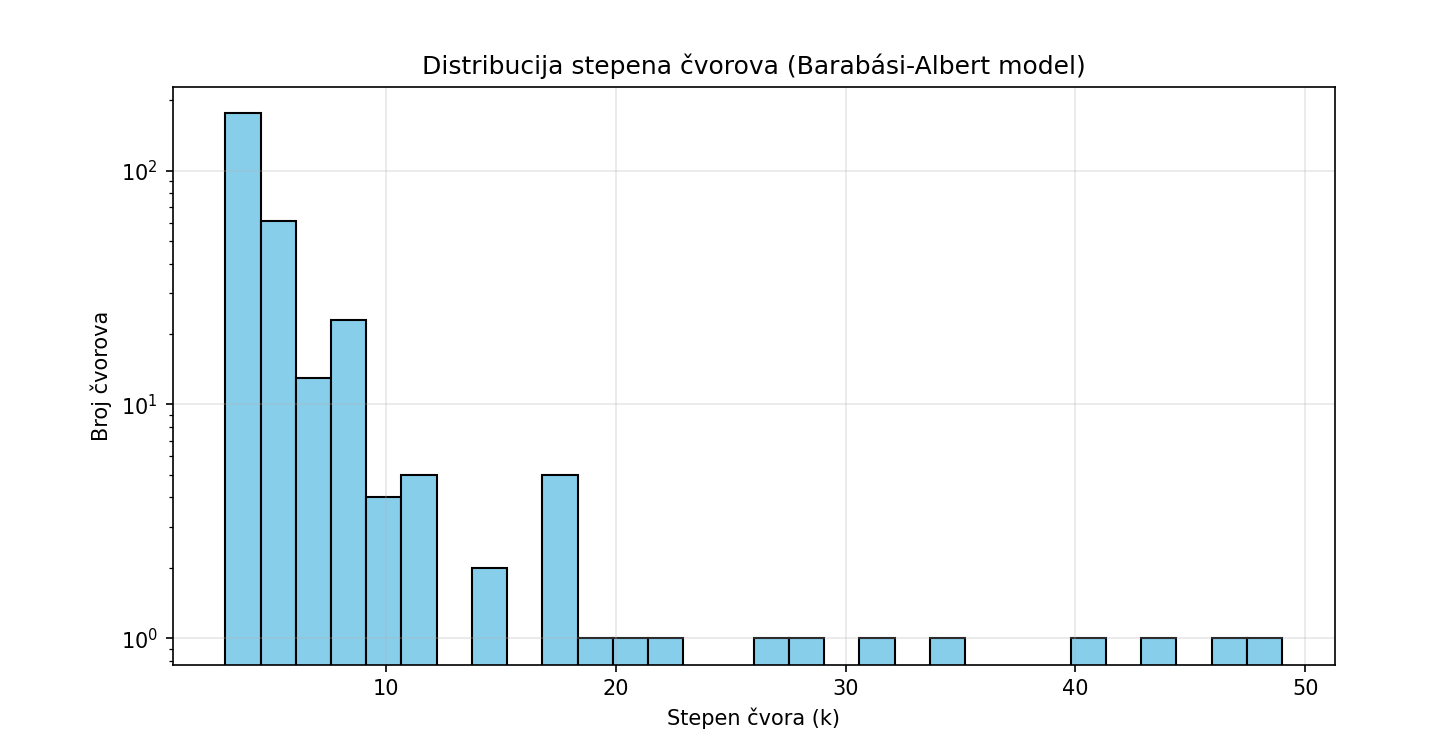 Distribucija stepena čvorova (Barabási-Albert model)
Broj čvorova
10²
10¹
10⁰
10 20 30 40 50
Stepen čvora (k)